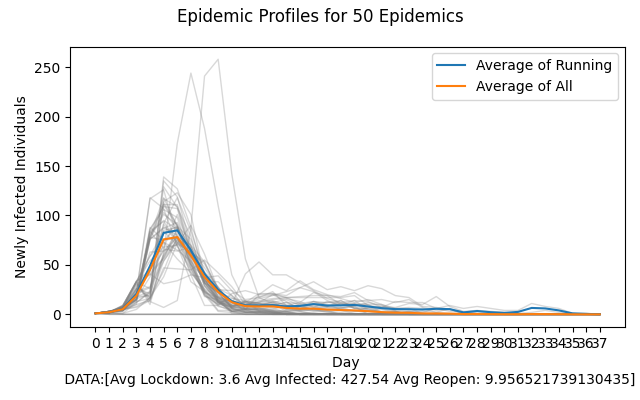 Epidemic Profiles for 50 Epidemics
Average of Running
Average of All
250
200
150
100
50
0
Newly Infected Individuals
0 1 2 3 4 5 6 7 8 9 10 11 12 13 14 15 16 17 18 19 20 21 22 23 24 25 26 27 28 29 30 31 32 33 34 35 36 37
Day
DATA:[Avg Lockdown: 3.6 Avg Infected: 427.54 Avg Reopen: 9.956521739130435]